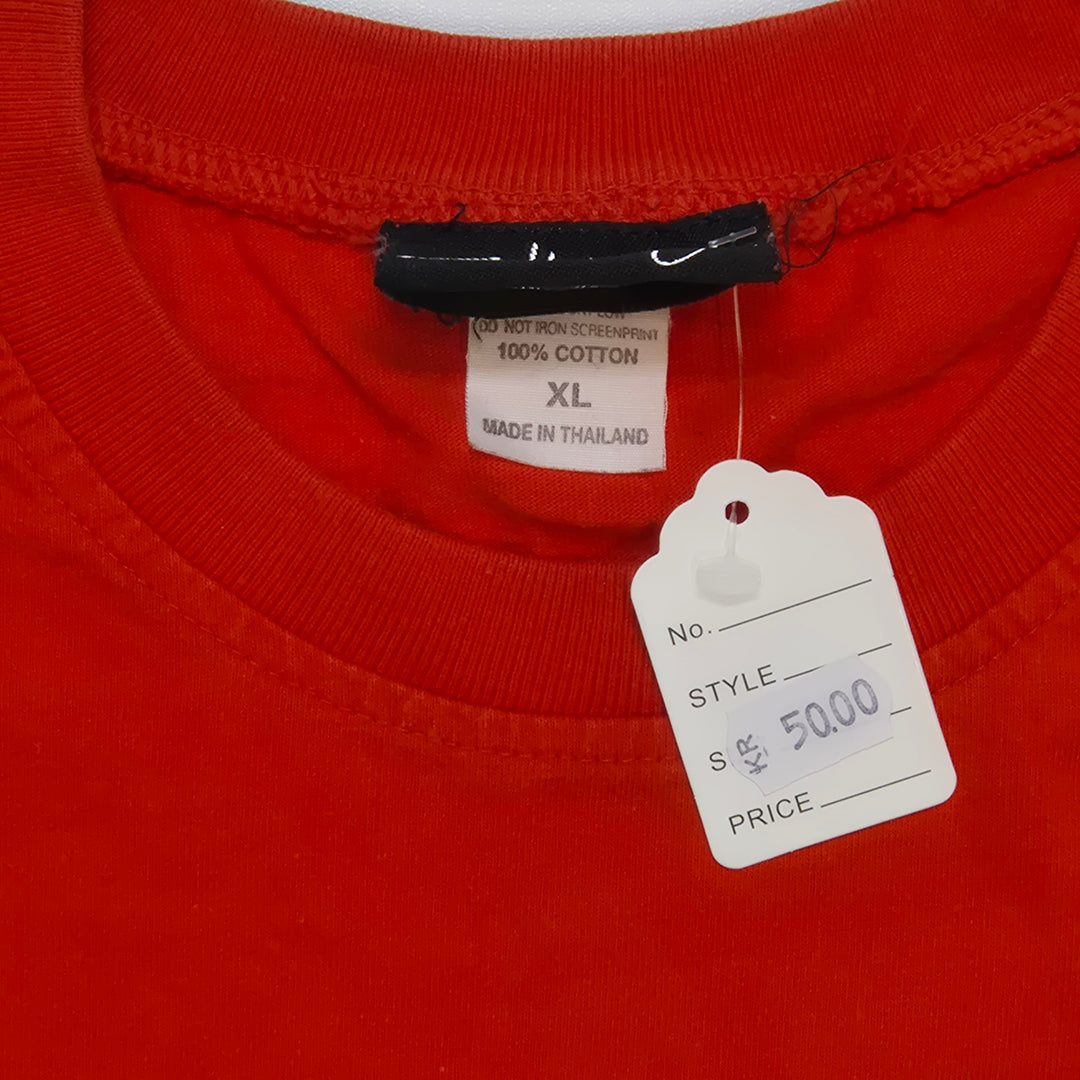 DO NOT IRON SCREENPRINT
100% COTTON
XL
MADE IN THAILAND
No.
STYLE
KR 50.00
S
PRICE